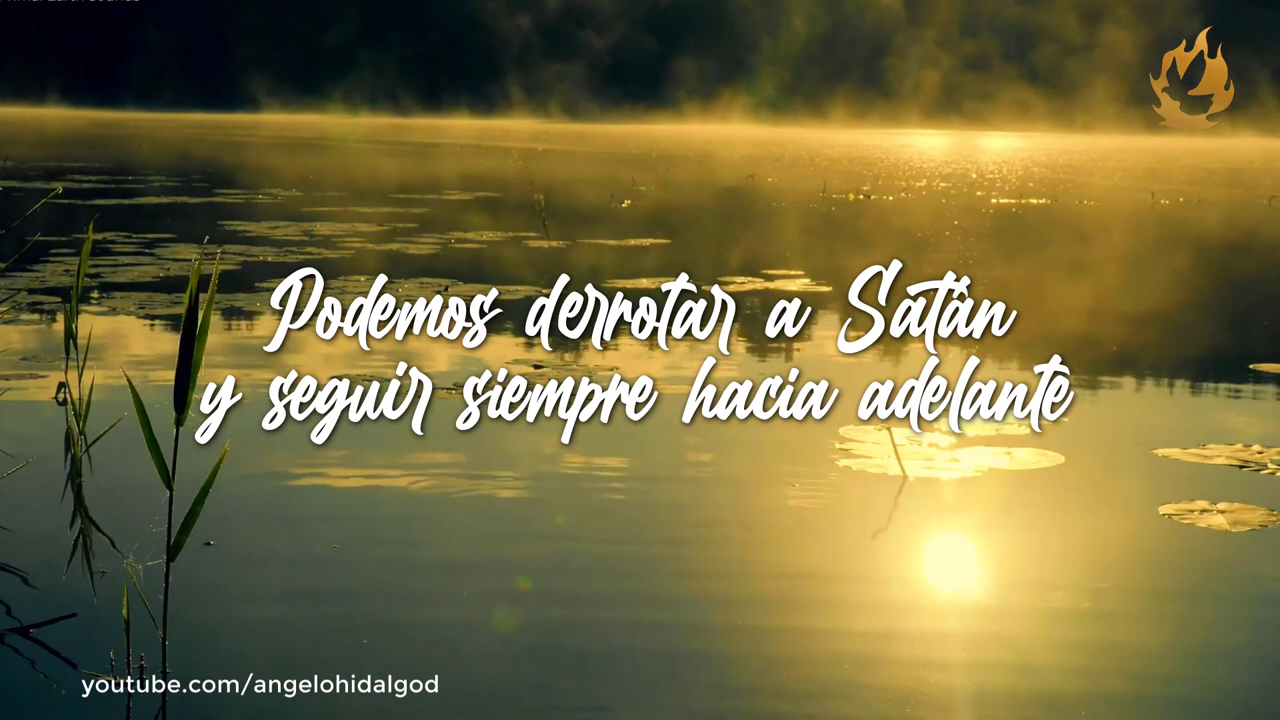 Podemos derrotar a Satán
y seguir siempre hacia adelante
youtube.com/angelohidalgod